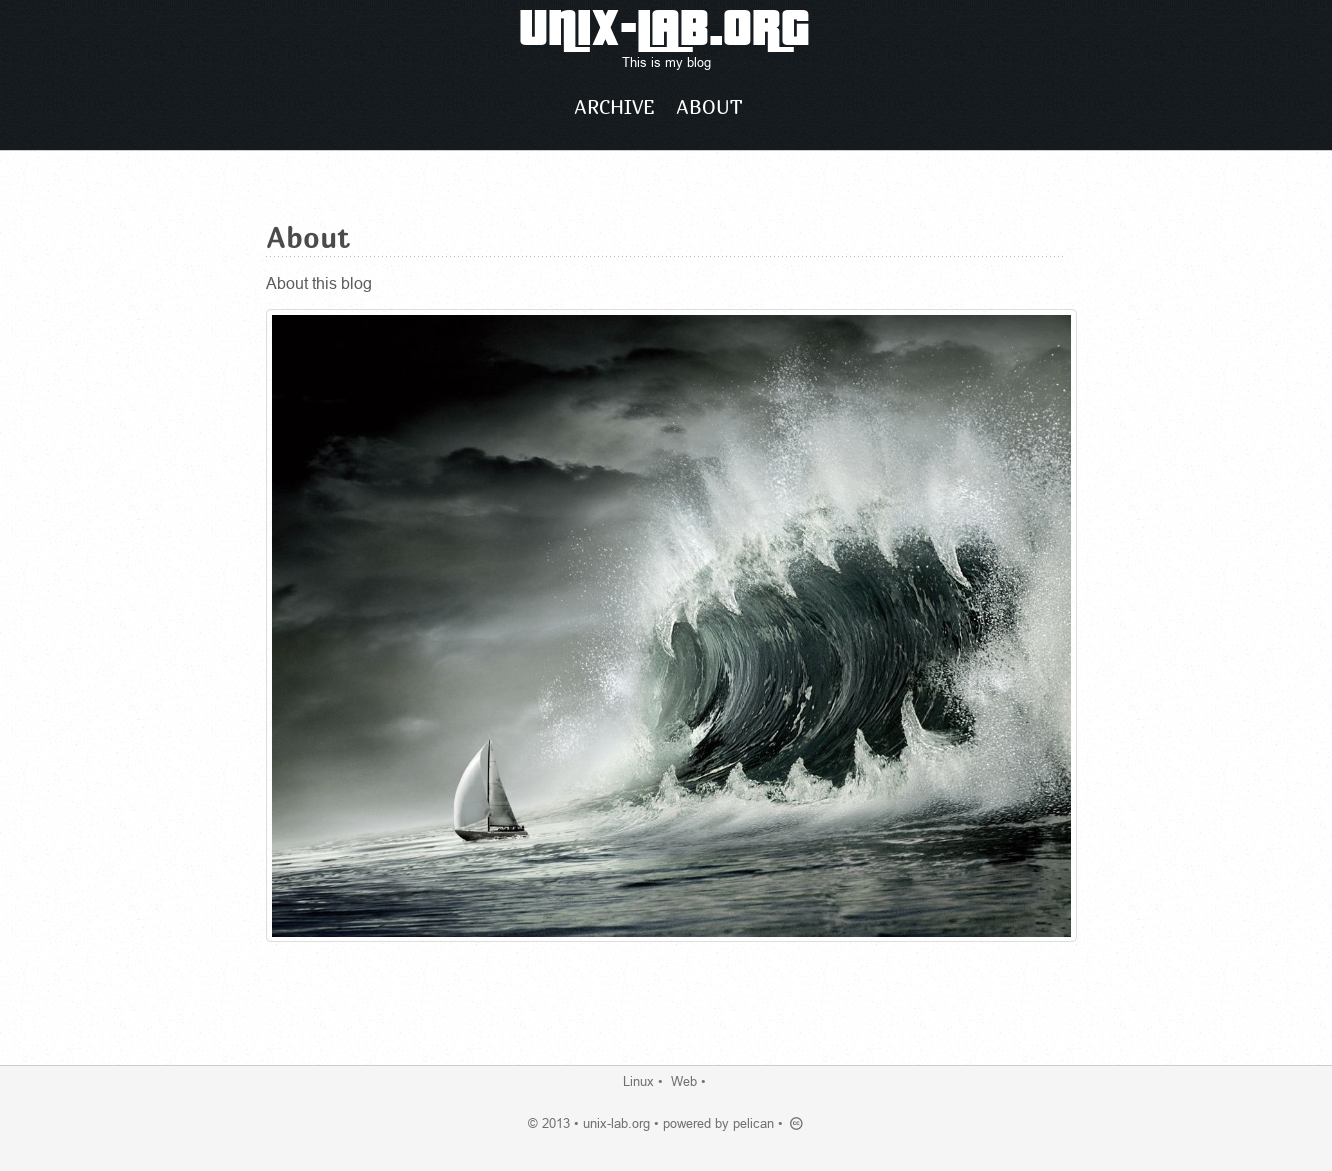 UNIX-LAB.ORG
This is my blog
ARCHIVE ABOUT
About
About this blog
Linux • Web •
© 2013 • unix-lab.org • powered by pelican • cc